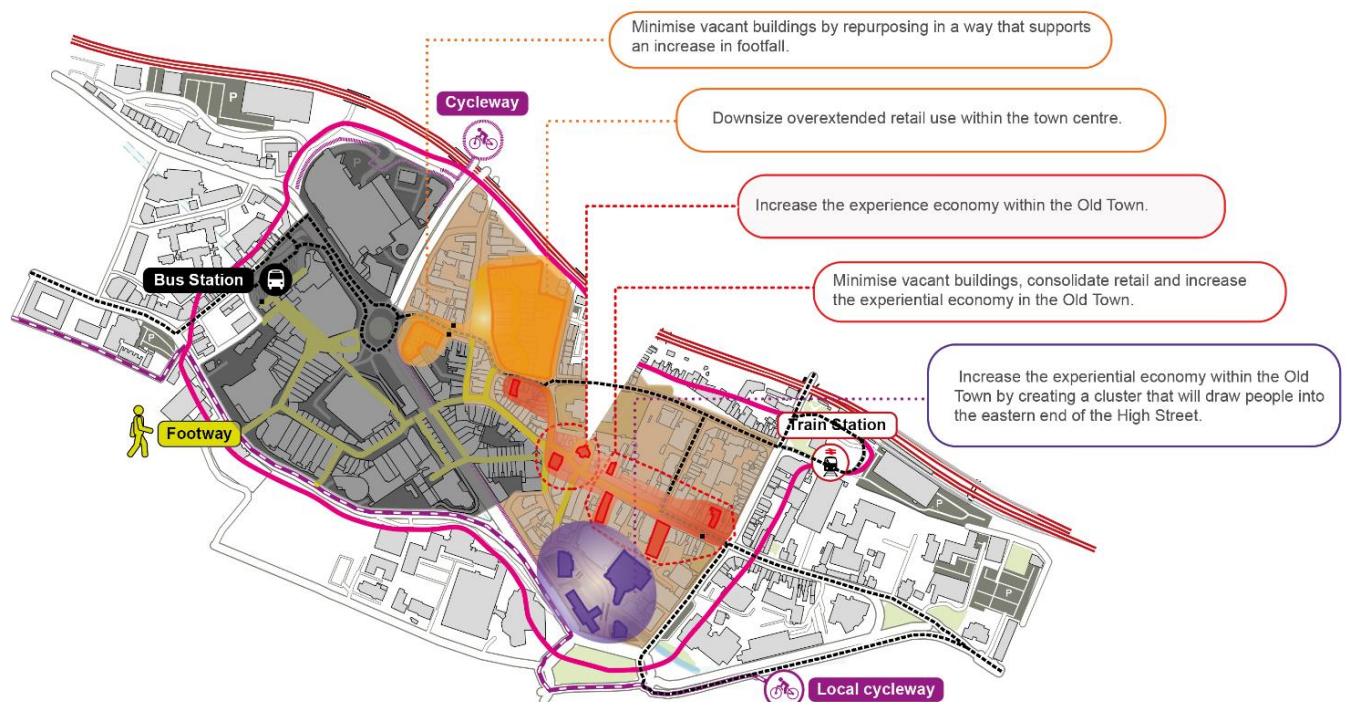 Minimise vacant buildings by repurposing in a way that supports
an increase in footfall.
Cycleway
Downsize overextended retail use within the town centre.
Increase the experience economy within the Old Town.
Bus Station
Minimise vacant buildings, consolidate retail and increase
the experiential economy in the Old Town.
Increase the experiential economy within the Old
Town by creating a cluster that will draw people into
the eastern end of the High Street.
Train Station
Footway
Local cycleway
P
P
P
P
P